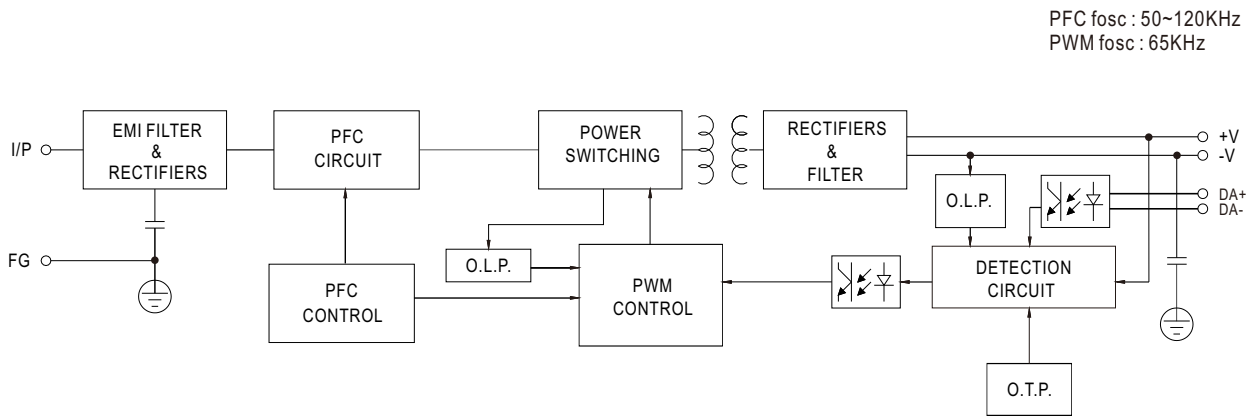 PFC fosc : 50~120KHz
PWM fosc : 65KHz
I/P
EMI FILTER
&
RECTIFIERS
PFC
CIRCUIT
POWER
SWITCHING
RECTIFIERS
&
FILTER
+V
-V
DA+
DA-
O.L.P.
FG
O.L.P.
PFC
CONTROL
PWM
CONTROL
DETECTION
CIRCUIT
O.T.P.